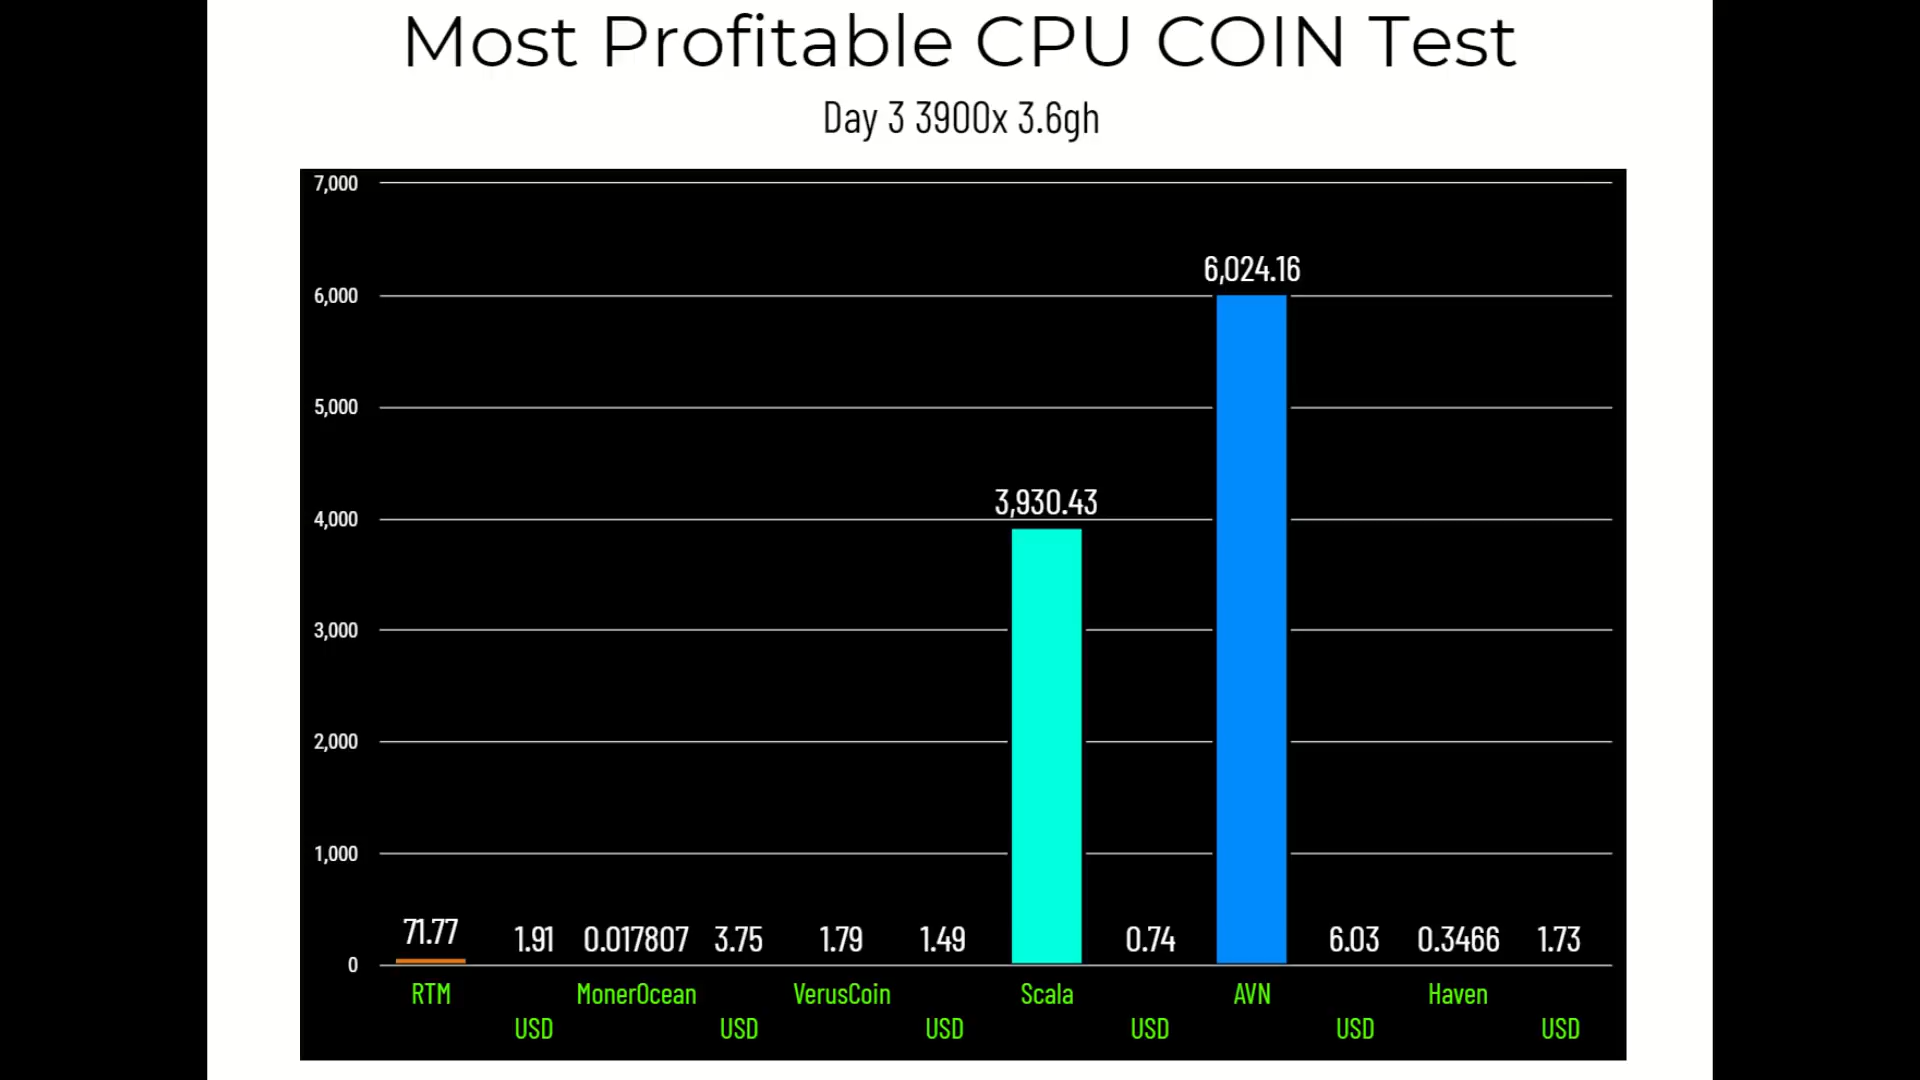 Most Profitable CPU COIN Test
Day 3 3900x 3.6gh
7,000
6,024.16
6,000
5,000
3,930.43
4,000
3,000
2,000
1,000
71.77 1.91 0.017807 3.75 1.79 1.49 0.74 6.03 0.3466 1.73
0
RTM MonerOcean VerusCoin Scala AVN Haven
USD USD USD USD USD USD